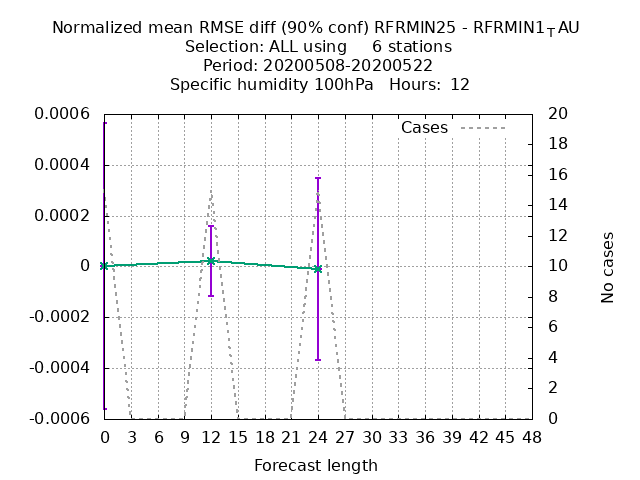 Normalized mean RMSE diff (90% conf) RFRMIN25 - RFRMIN1TAU
Selection: ALL using 6 stations
Period: 20200508-20200522
Specific humidity 100hPa Hours: 12
Cases
0.0006
0.0004
0.0002
0
-0.0002
-0.0004
-0.0006
20
18
16
14
12
10
8
6
4
2
0
No cases
0 3 6 9 12 15 18 21 24 27 30 33 36 39 42 45 48
Forecast length